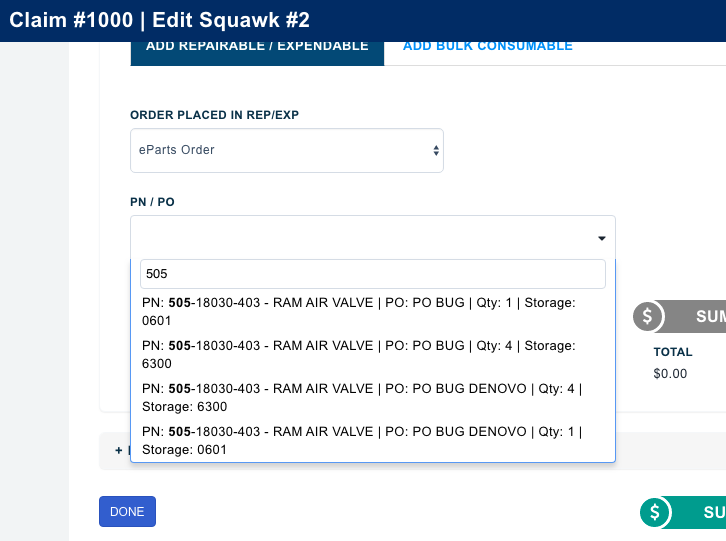 Claim #1000 | Edit Squawk #2
ADD REPAIRABLE / EXPENDABLE ADD BULK CONSUMABLE
ORDER PLACED IN REP/EXP
eParts Order
PN / PO
505
PN: 505-18030-403 - RAM AIR VALVE | PO: PO BUG | Qty: 1 | Storage:
0601
PN: 505-18030-403 - RAM AIR VALVE | PO: PO BUG | Qty: 4 | Storage:
6300
PN: 505-18030-403 - RAM AIR VALVE | PO: PO BUG DENOVO | Qty: 4 |
Storage: 6300
PN: 505-18030-403 - RAM AIR VALVE | PO: PO BUG DENOVO | Qty: 1 |
Storage: 0601
$ SUM
TOTAL
$0.00
+
DONE
$ SU